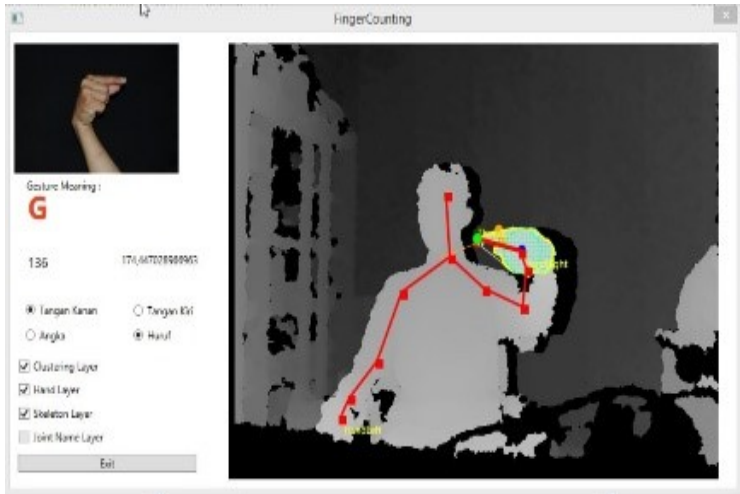 FingerCounting
Gesture Meaning :
G
136
Tangan Kanan
Tangan Kiri
Angka
Huruf
Clustering Layer
Hand Layer
Skeleton Layer
Joint Name Layer
Exit